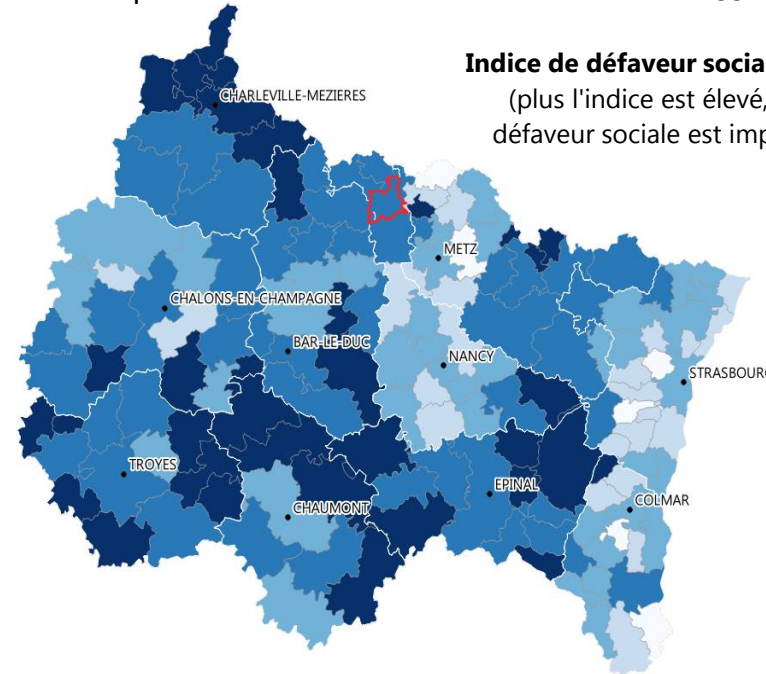 Indice de défaveur socia
(plus l'indice est élevé,
défaveur sociale est imp
CHARLEVILLE-MEZIERES
METZ
CHALONS-EN-CHAMPAGNE
BAR-LE-DUC
NANCY
STRASBOURG
TROYES
EPINAL
CHAUMONT
COLMAR